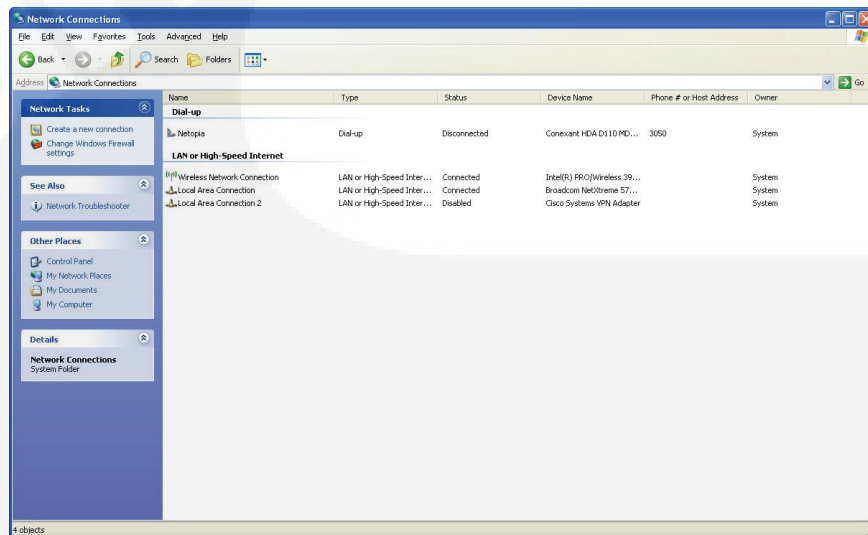 Network Connections
File Edit View Favorites Tools Advanced Help
Back Search Folders
Address Network Connections Go
Network Tasks
Create a new connection
Change Windows Firewall
settings
See Also
Network Troubleshooter
Other Places
Control Panel
My Network Places
My Documents
My Computer
Details
Network Connections
System Folder
Name Type Status Device Name Phone # or Host Address Owner
Dial-up
Netopia Dial-up Disconnected Conexant HDA D110 MD... 3050 System
LAN or High-Speed Internet
Wireless Network Connection LAN or High-Speed Inter... Connected Intel(R) PRO/Wireless 39... System
Local Area Connection LAN or High-Speed Inter... Connected Broadcom NetXtreme 57... System
Local Area Connection 2 LAN or High-Speed Inter... Disabled Cisco Systems VPN Adapter System
4 objects